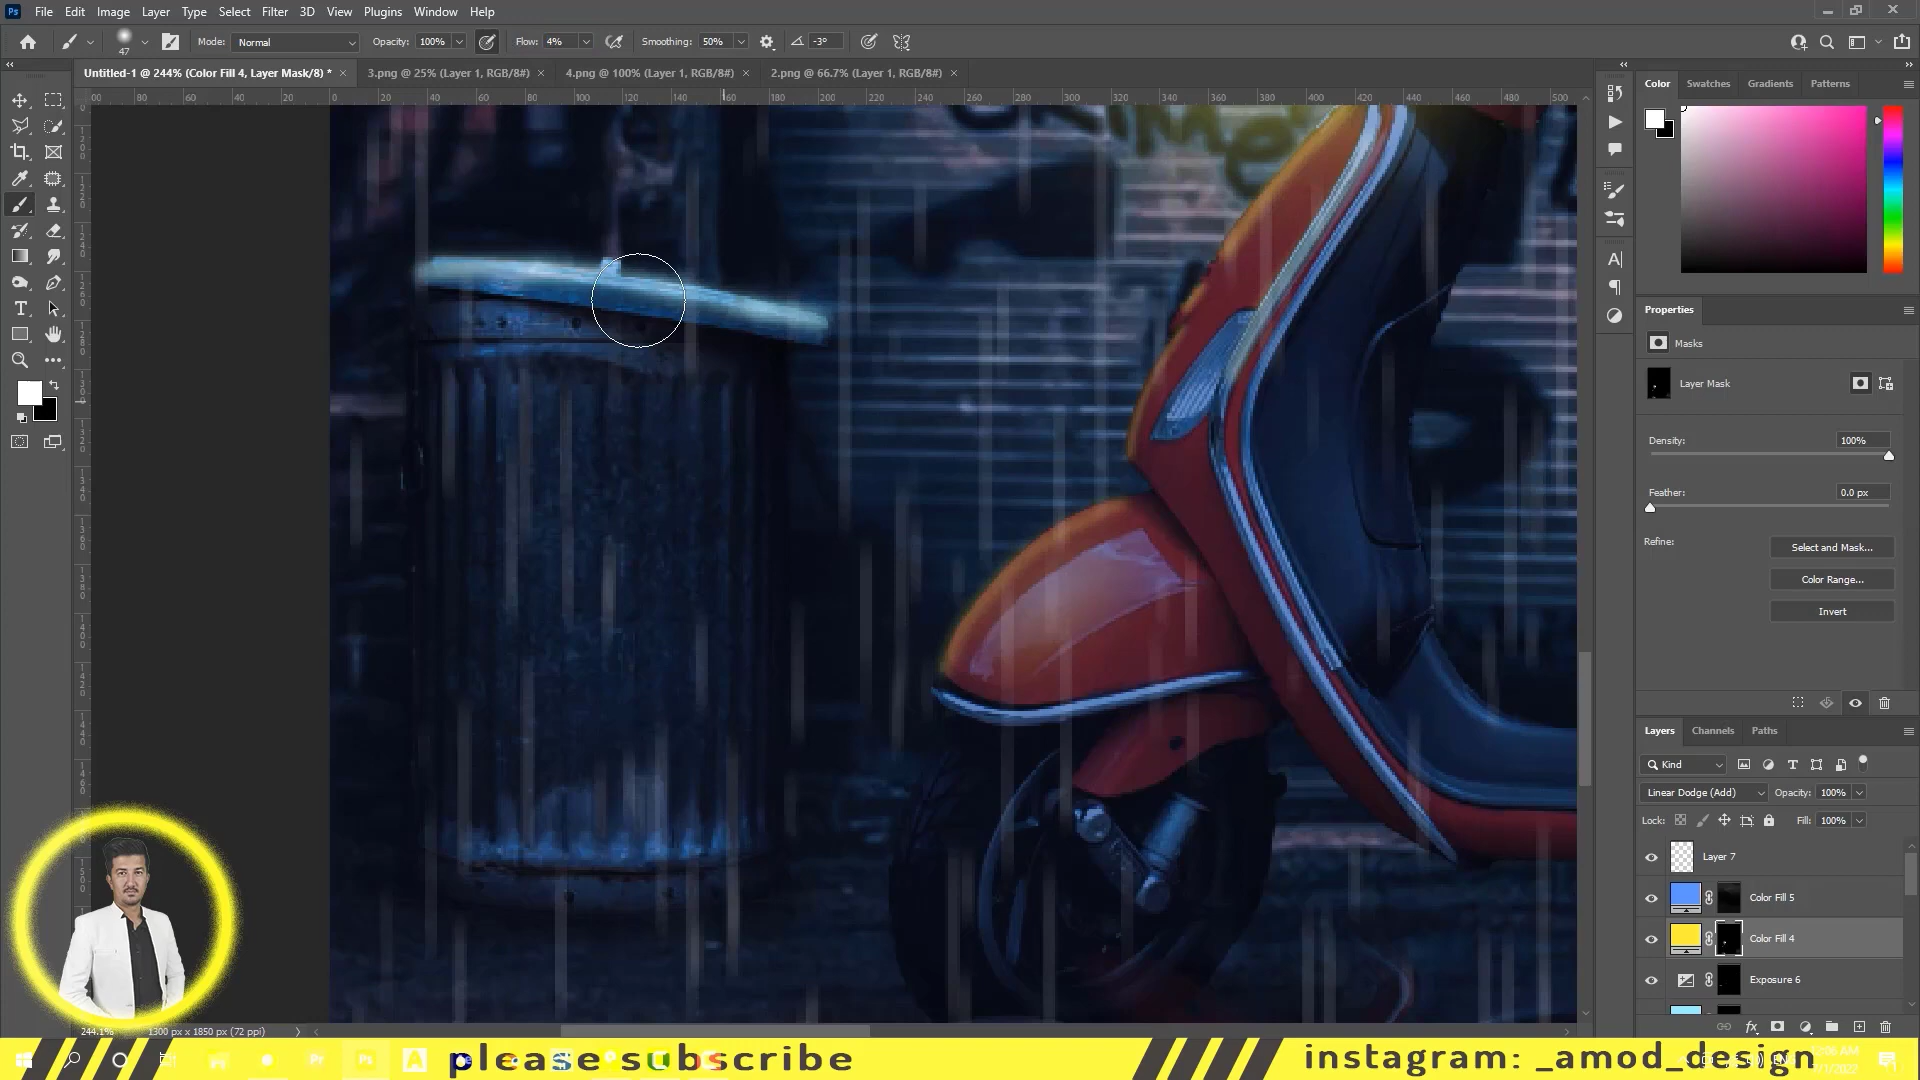 Ps File Edit Image Layer Type Select Filter 3D View Plugins Window Help
47 Mode: Normal Opacity: 100% Flow: 4% Smoothing: 50% -3°
Untitled-1 @ 244% (Color Fill 4, Layer Mask/8) * 3.png @ 25% (Layer 1, RGB/8#) 4.png @ 100% (Layer 1, RGB/8#) 2.png @ 66.7% (Layer 1, RGB/8#)
Color Swatches Gradients Patterns
Properties
Masks
Layer Mask
Density: 100%
Feather: 0.0 px
Refine: Select and Mask...
Color Range...
Invert
Layers Channels Paths
Kind
Linear Dodge (Add) Opacity: 100%
Lock: Fill: 100%
Layer 7
Color Fill 5
Color Fill 4
Exposure 6
244.1% 1300 px x 1850 px (72 ppi)
please subscribe
instagram: _amod_design